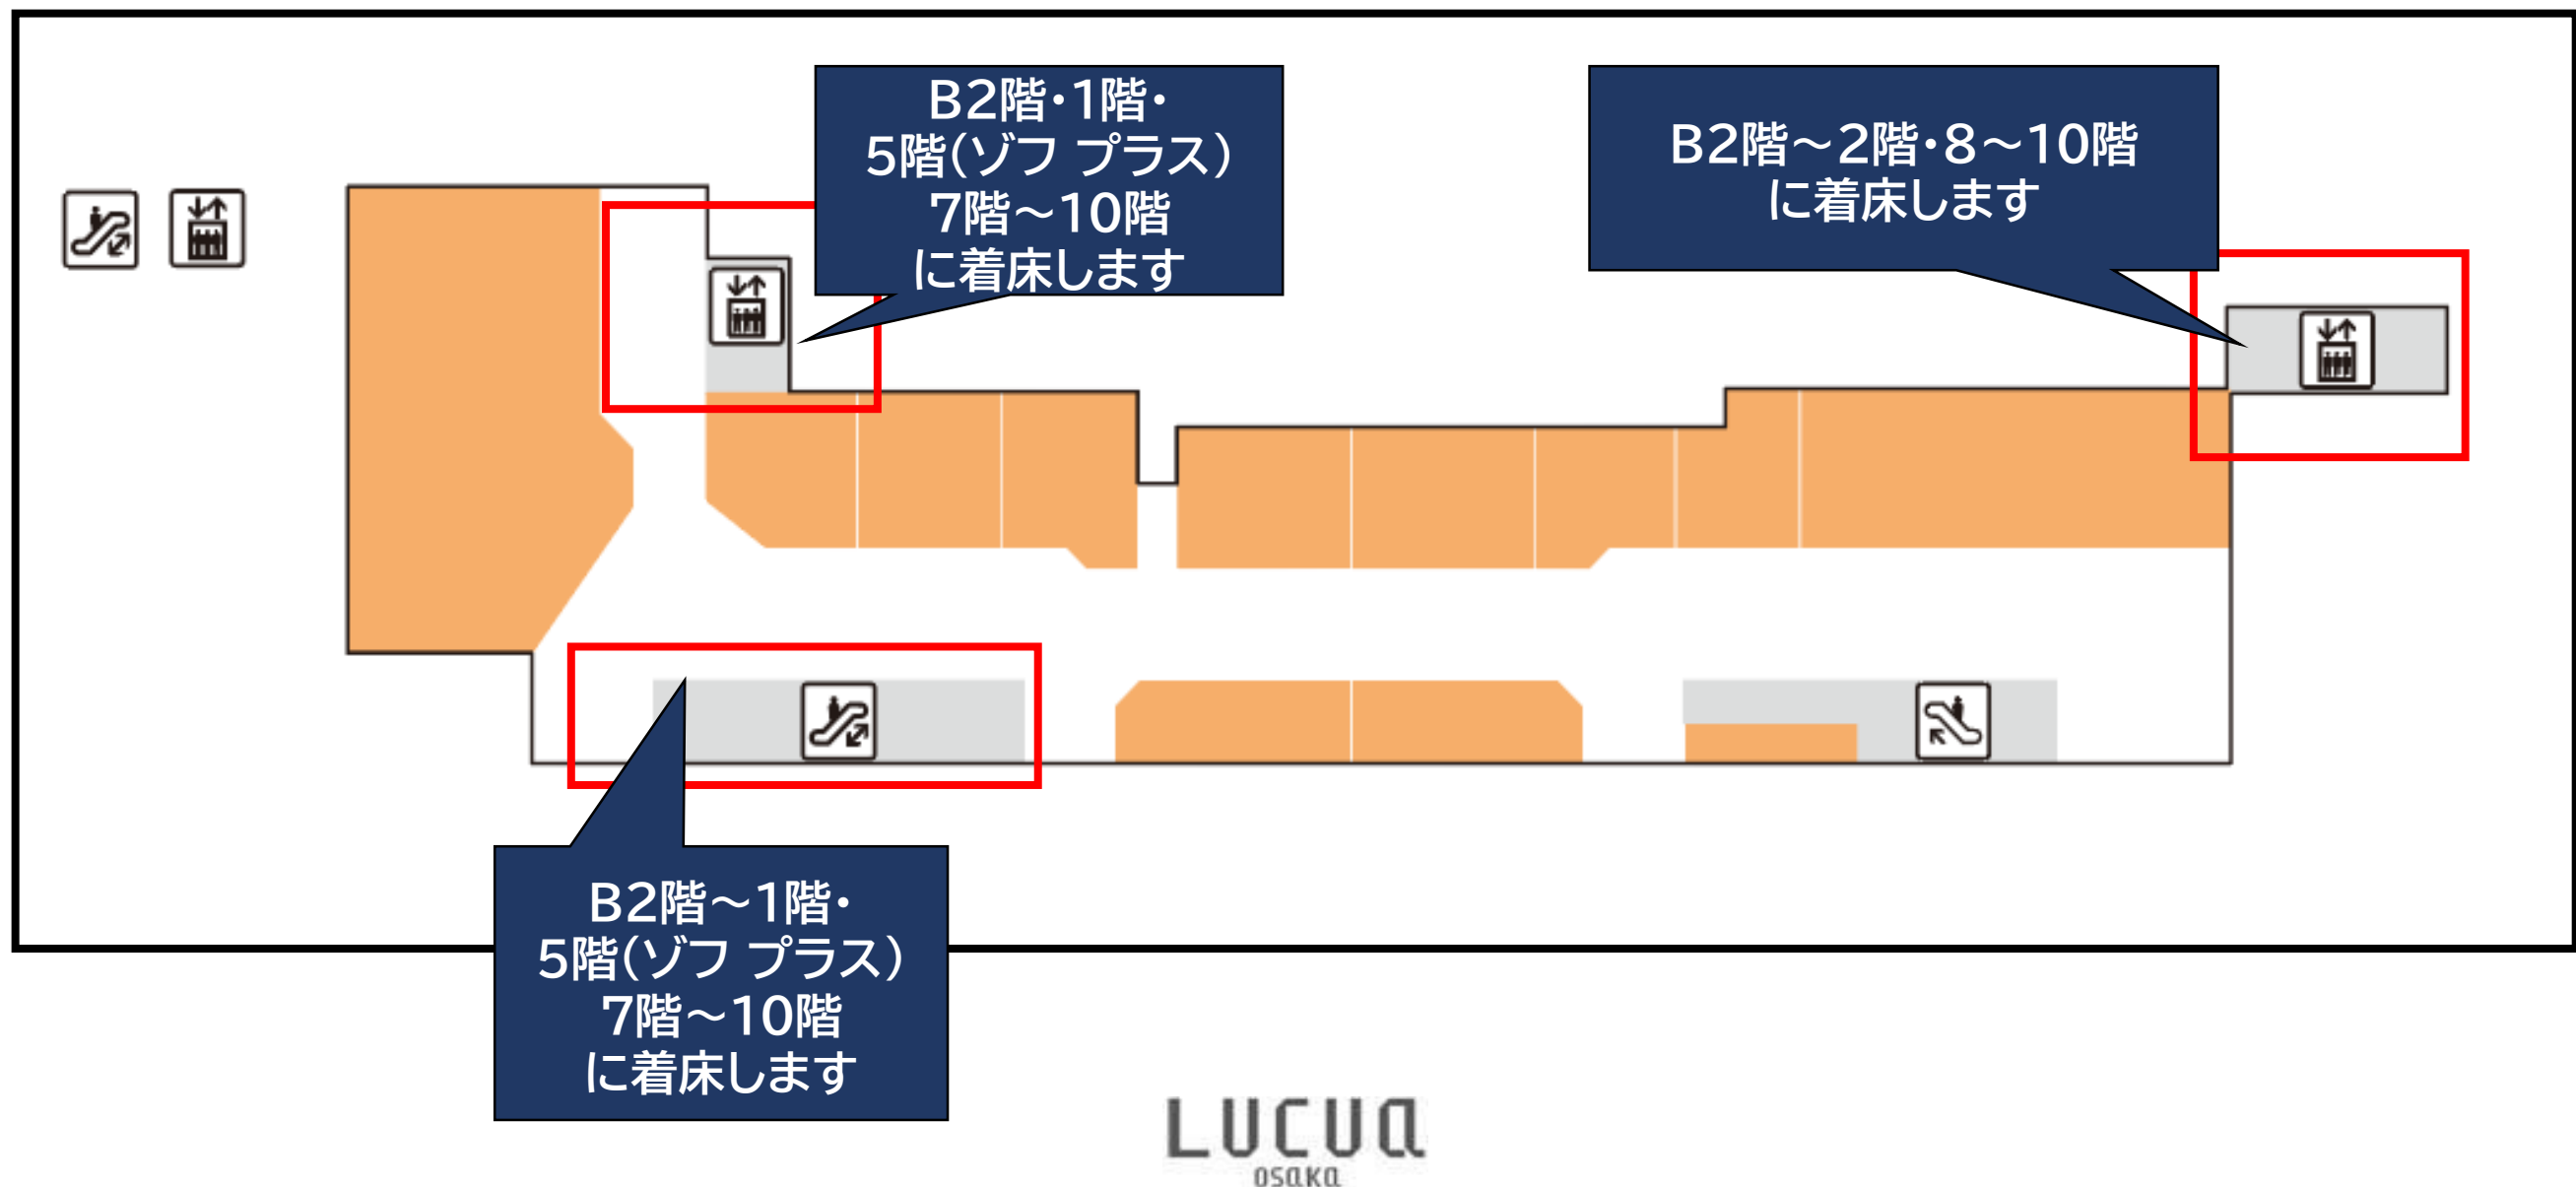 B2階・1階・
5階(ゾフ プラス)
7階～10階
に着床します
B2階～2階・8～10階
に着床します
B2階～1階・
5階(ゾフ プラス)
7階～10階
に着床します
LUCUA
OSAKA